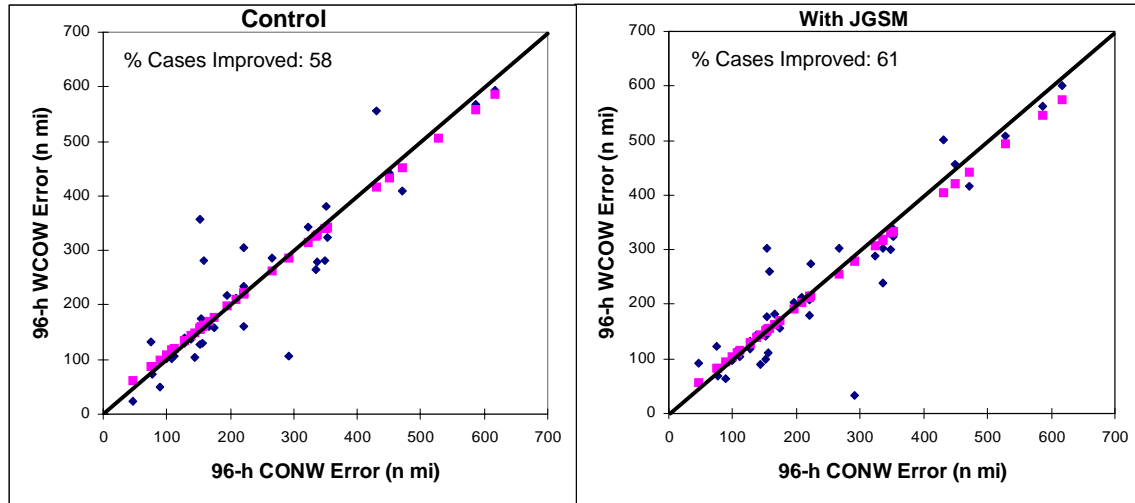 Control
% Cases Improved: 58
700
600
500
400
300
200
100
0
0 100 200 300 400 500 600 700
96-h WCOW Error (n mi)
96-h CONW Error (n mi)
With JGSM
% Cases Improved: 61
700
600
500
400
300
200
100
0
0 100 200 300 400 500 600 700
96-h WCOW Error (n mi)
96-h CONW Error (n mi)